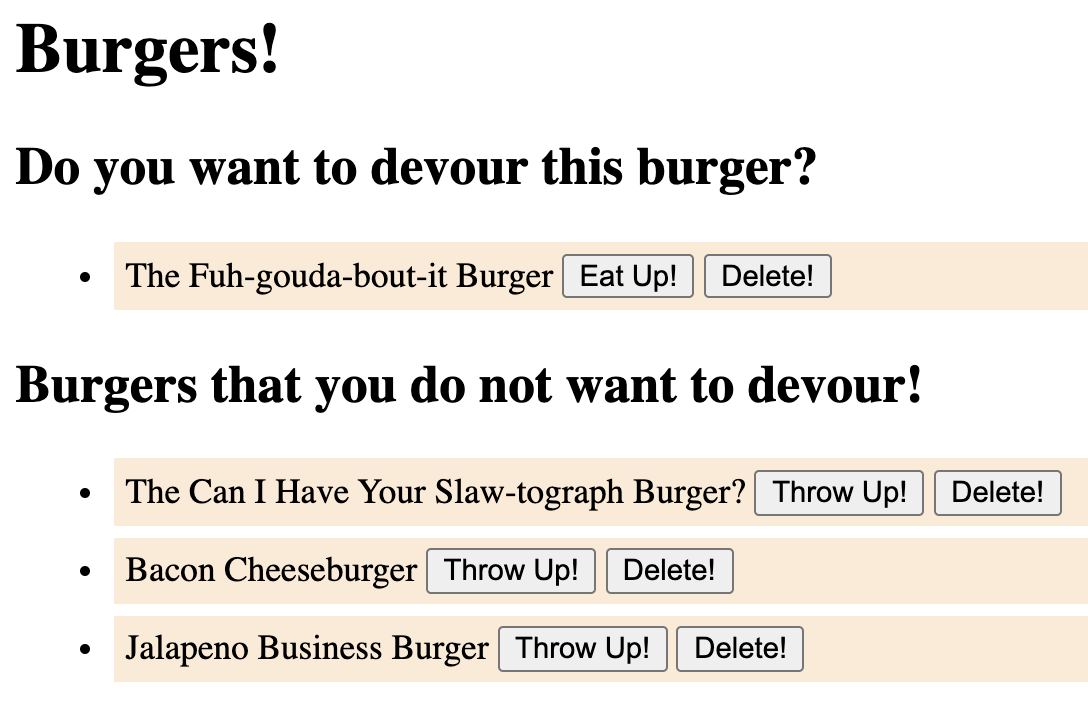 Burgers!
Do you want to devour this burger?
The Fuh-gouda-bout-it Burger Eat Up! Delete!
Burgers that you do not want to devour!
The Can I Have Your Slaw-tograph Burger? Throw Up! Delete!
Bacon Cheeseburger Throw Up! Delete!
Jalapeno Business Burger Throw Up! Delete!